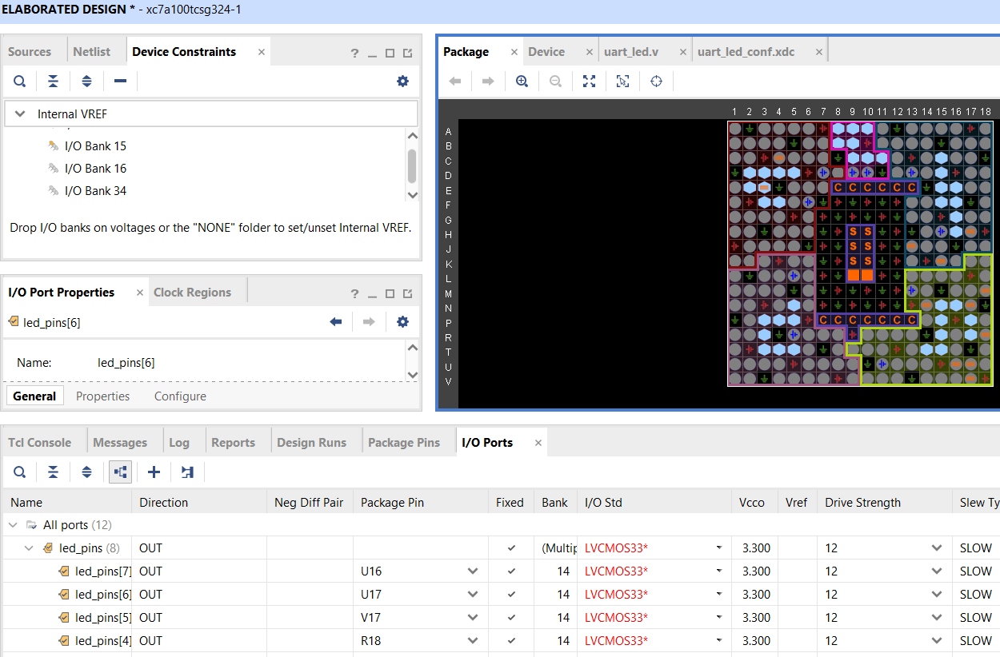 ELABORATED DESIGN * - xc7a100tcsg324-1
Sources Netlist Device Constraints × ?
Internal VREF
I/O Bank 15
I/O Bank 16
I/O Bank 34
Drop I/O banks on voltages or the "NONE" folder to set/unset Internal VREF.
I/O Port Properties × Clock Regions ?
led_pins[6]
Name: led_pins[6]
General Properties Configure
Package × Device × uart_led.v × uart_led_conf.xdc ×
1 2 3 4 5 6 7 8 9 10 11 12 13 14 15 16 17 18
A
B
C
D
E
C C C C C C
F
G
H
S S
J
S S
K
S S
L
M
N
P
C C C C C C C
R
T
U
V
Tcl Console Messages Log Reports Design Runs Package Pins I/O Ports ×
Name Direction Neg Diff Pair Package Pin Fixed Bank I/O Std Vcco Vref Drive Strength Slew Ty
All ports (12)
led_pins (8) OUT (Multip LVCMOS33* 3.300 12 SLOW
led_pins[7] OUT U16 14 LVCMOS33* 3.300 12 SLOW
led_pins[6] OUT U17 14 LVCMOS33* 3.300 12 SLOW
led_pins[5] OUT V17 14 LVCMOS33* 3.300 12 SLOW
led_pins[4] OUT R18 14 LVCMOS33* 3.300 12 SLOW